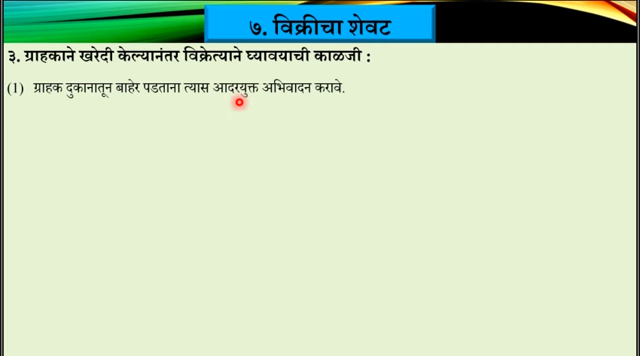 ७. विक्रीचा शेवट
३. ग्राहकाने खरेदी केल्यानंतर विक्रेत्याने घ्यावयाची काळजी :
(1) ग्राहक दुकानातून बाहेर पडताना त्यास आदरयुक्त अभिवादन करावे.